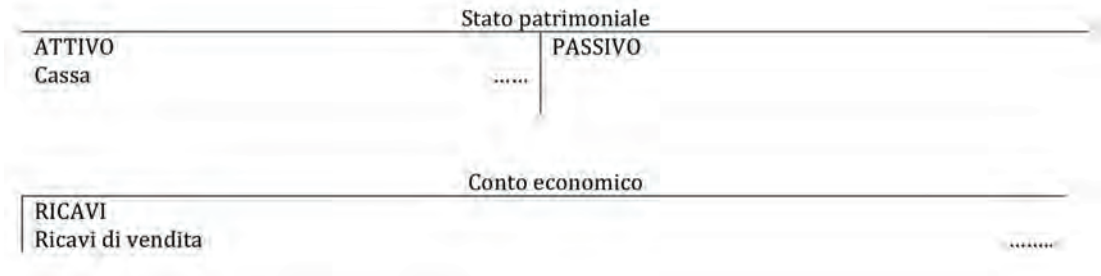 Stato patrimoniale
ATTIVO PASSIVO
Cassa ......
Conto economico
RICAVI
Ricavi di vendita ........